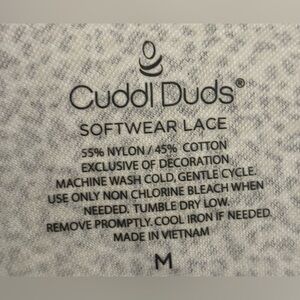 Cuddl Duds®
SOFTWEAR LACE
55% NYLON / 45% COTTON
EXCLUSIVE OF DECORATION
MACHINE WASH COLD, GENTLE CYCLE.
USE ONLY NON CHLORINE BLEACH WHEN
NEEDED. TUMBLE DRY LOW.
REMOVE PROMPTLY. COOL IRON IF NEEDED.
MADE IN VIETNAM
M